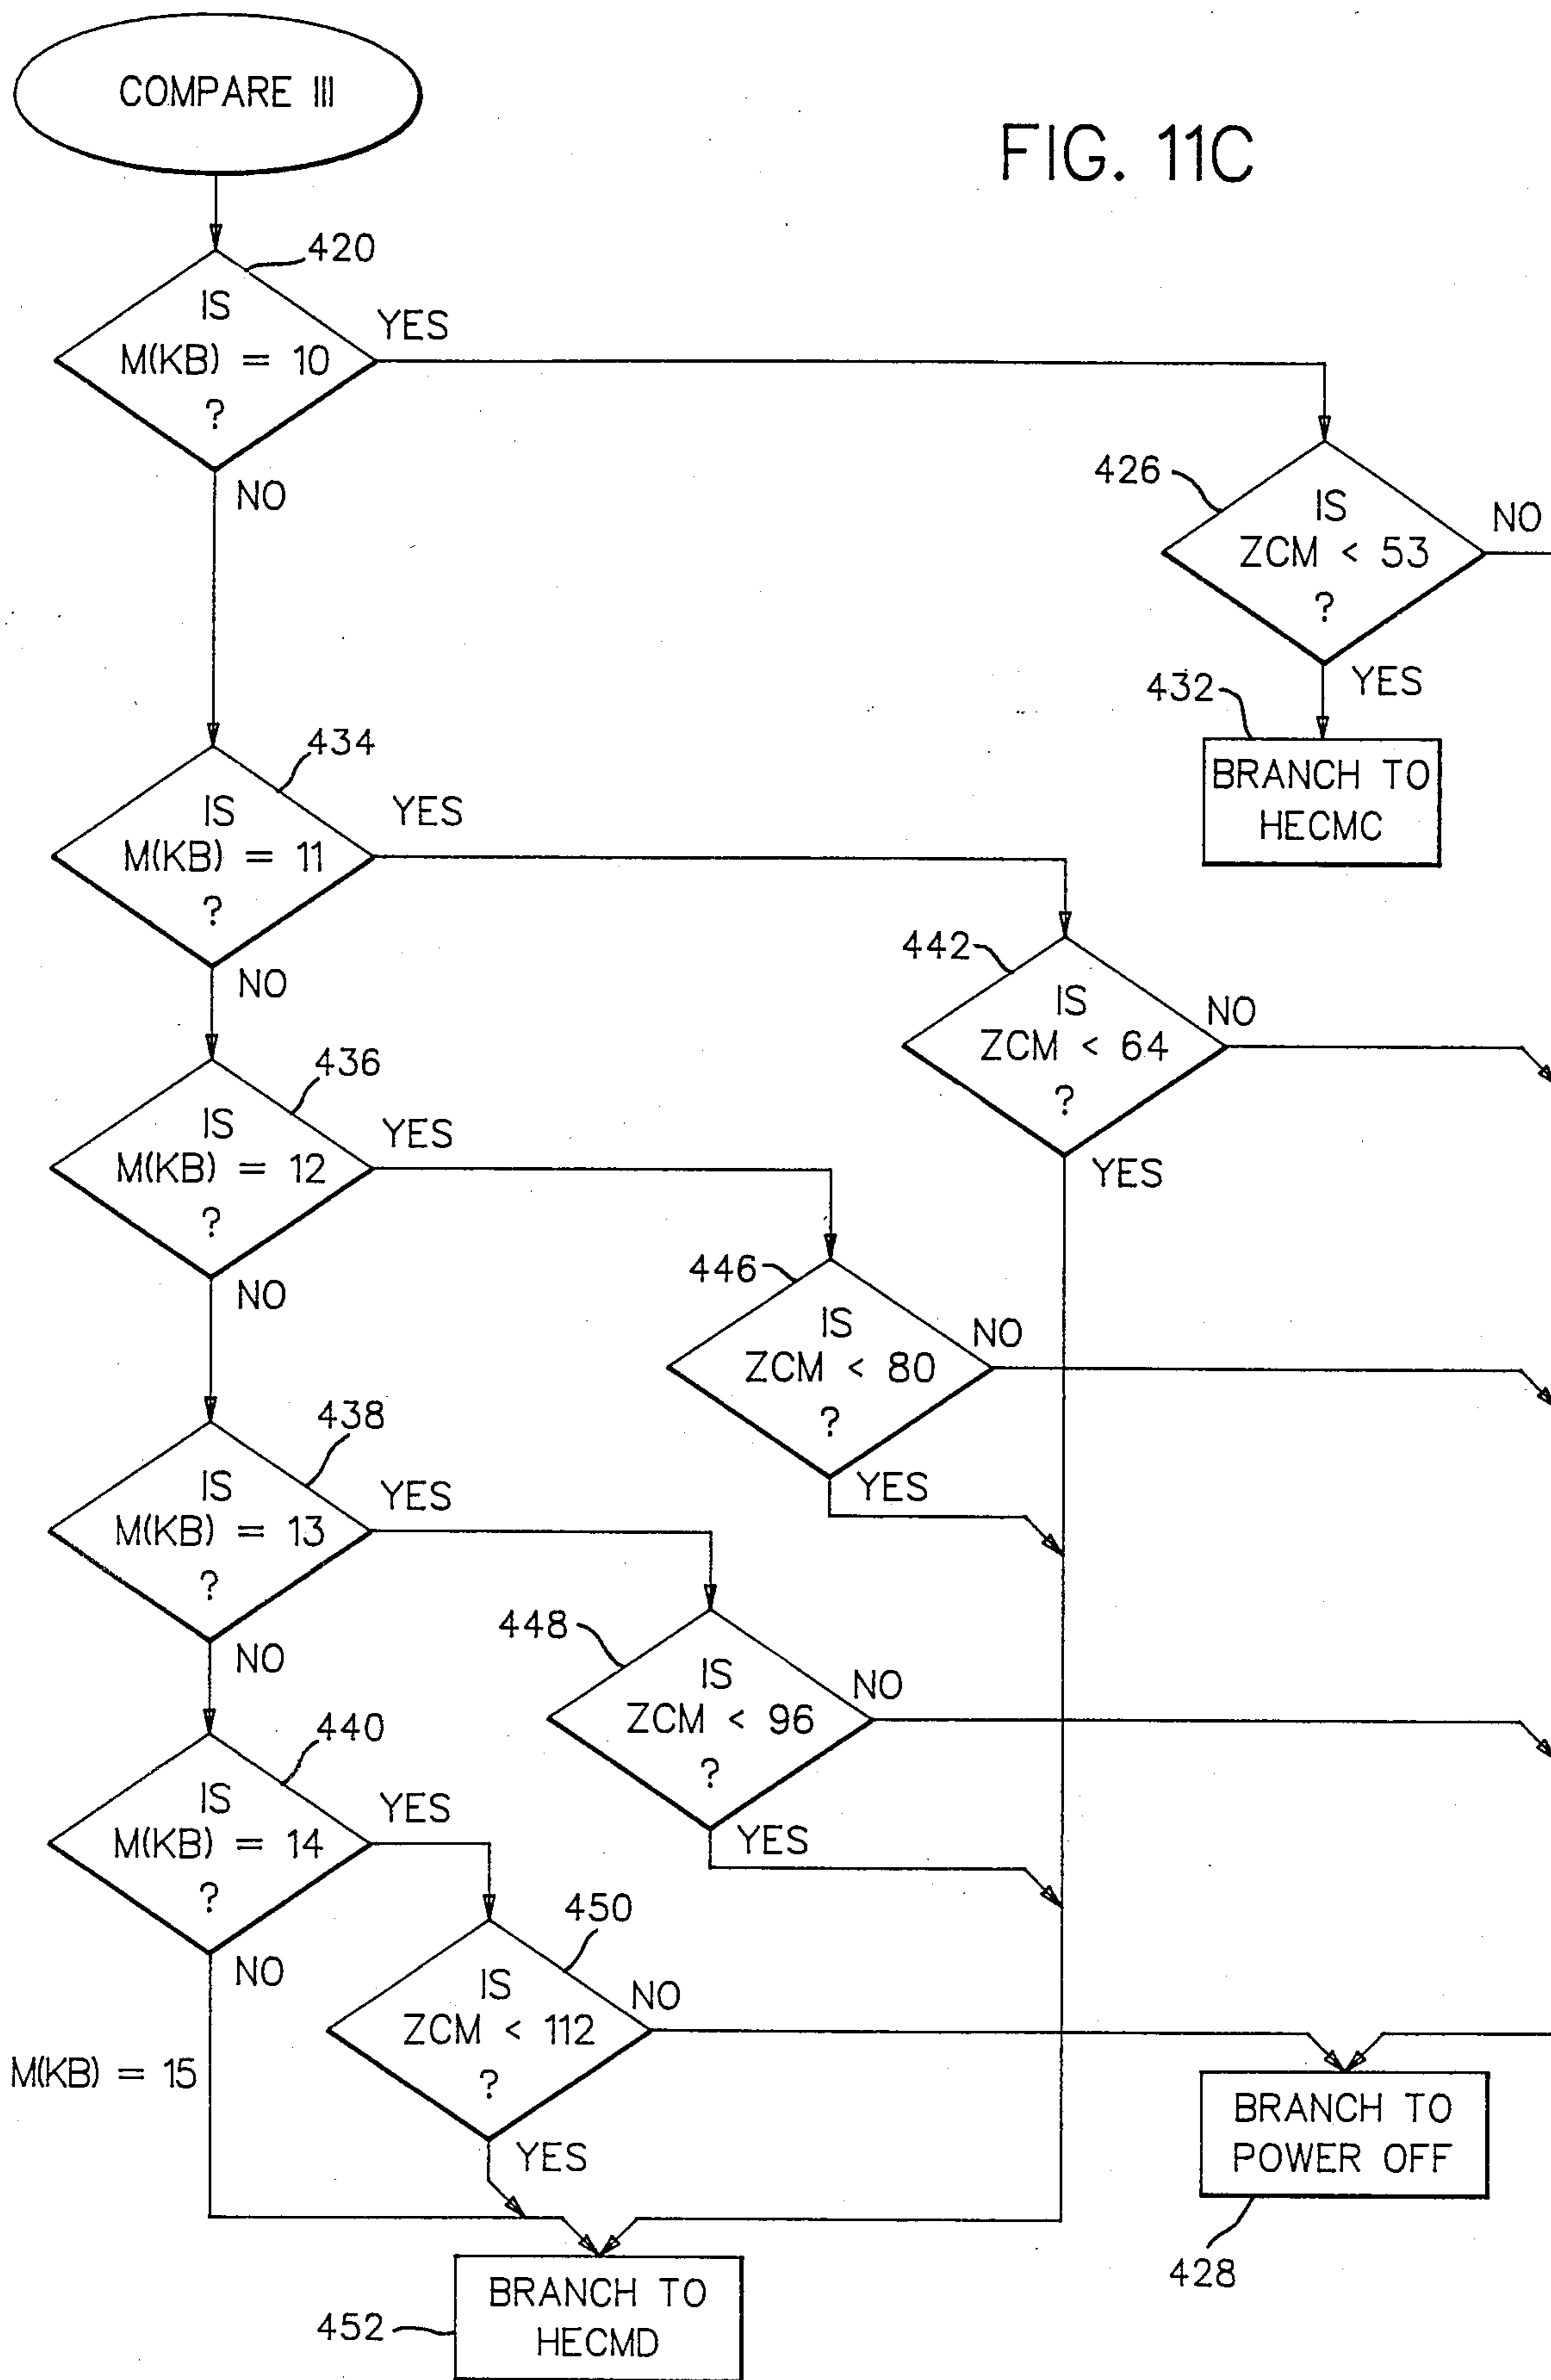 COMPARE III
FIG. 11C
420
IS
M(KB) = 10
?
YES
NO
426
IS
ZCM < 53
?
NO
YES
432
BRANCH TO
HECMC
434
IS
M(KB) = 11
?
YES
NO
442
IS
ZCM < 64
?
NO
YES
436
IS
M(KB) = 12
?
YES
NO
446
IS
ZCM < 80
?
NO
YES
438
IS
M(KB) = 13
?
YES
NO
448
IS
ZCM < 96
?
NO
YES
440
IS
M(KB) = 14
?
YES
NO
M(KB) = 15
450
IS
ZCM < 112
?
NO
YES
BRANCH TO
POWER OFF
428
452
BRANCH TO
HECMD